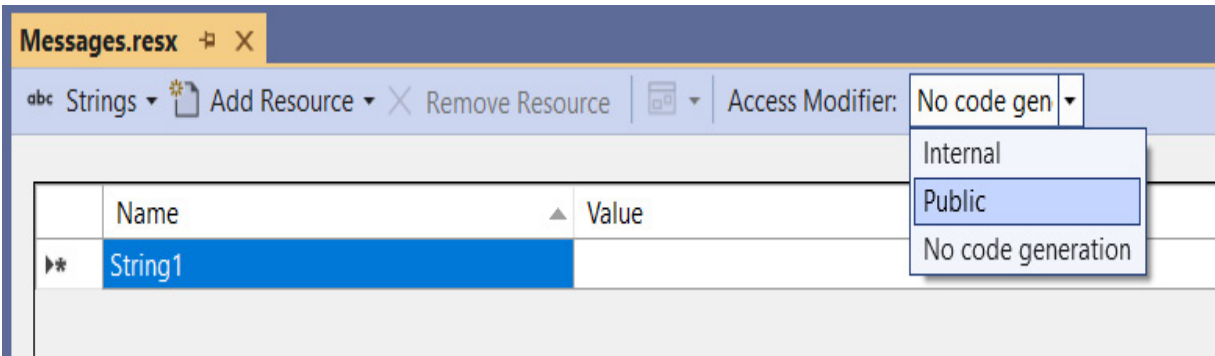 Messages.resx
abc Strings Add Resource Remove Resource Access Modifier: No code gen
Internal
Public
No code generation
Name Value
String1